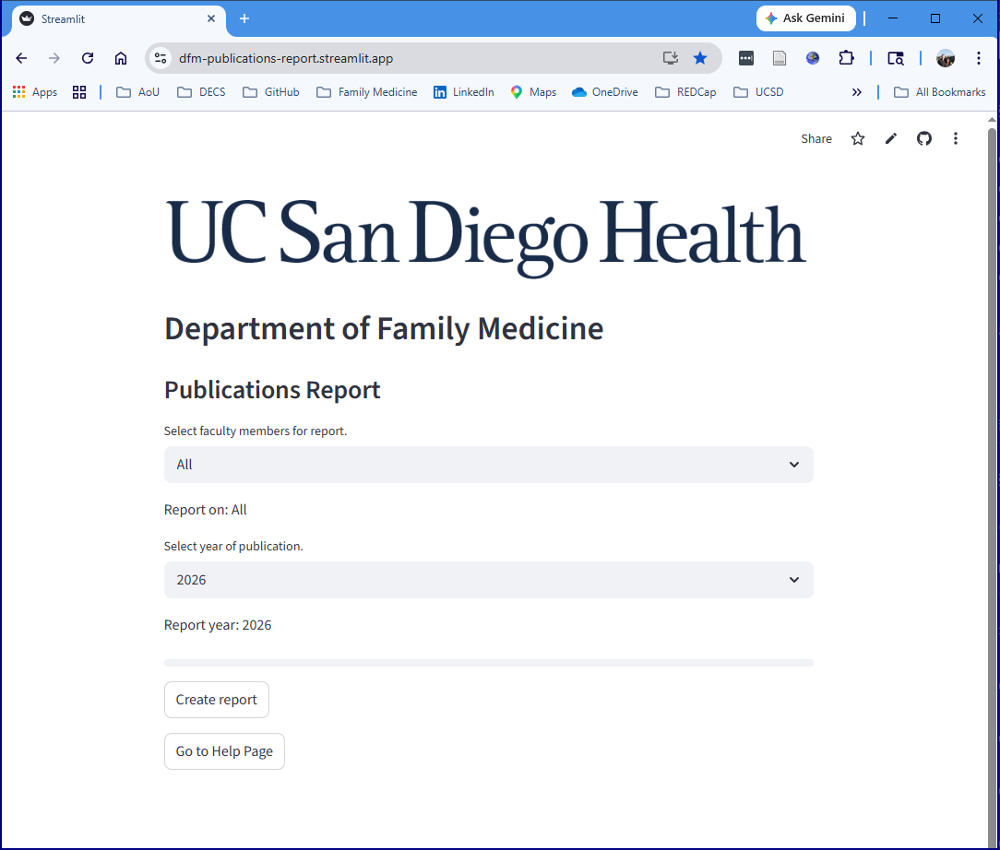 Streamlit
Ask Gemini
dfm-publications-report.streamlit.app
Apps AoU DECS GitHub Family Medicine LinkedIn Maps OneDrive REDCap UCSD All Bookmarks
Share
UC San Diego Health
Department of Family Medicine
Publications Report
Select faculty members for report.
All
Report on: All
Select year of publication.
2026
Report year: 2026
Create report
Go to Help Page